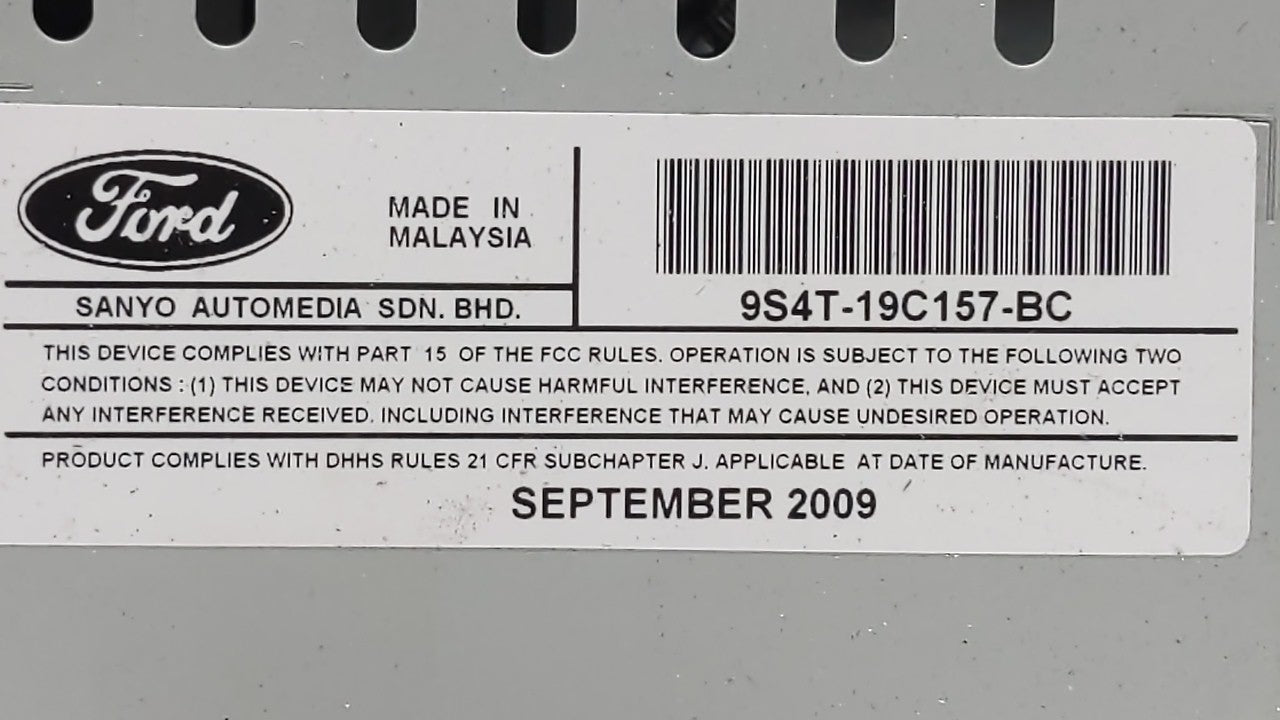 Ford
MADE IN
MALAYSIA
SANYO AUTOMEDIA SDN. BHD.
9S4T-19C157-BC
THIS DEVICE COMPLIES WITH PART 15 OF THE FCC RULES. OPERATION IS SUBJECT TO THE FOLLOWING TWO
CONDITIONS : (1) THIS DEVICE MAY NOT CAUSE HARMFUL INTERFERENCE, AND (2) THIS DEVICE MUST ACCEPT
ANY INTERFERENCE RECEIVED. INCLUDING INTERFERENCE THAT MAY CAUSE UNDESIRED OPERATION.
PRODUCT COMPLIES WITH DHHS RULES 21 CFR SUBCHAPTER J. APPLICABLE AT DATE OF MANUFACTURE.
SEPTEMBER 2009